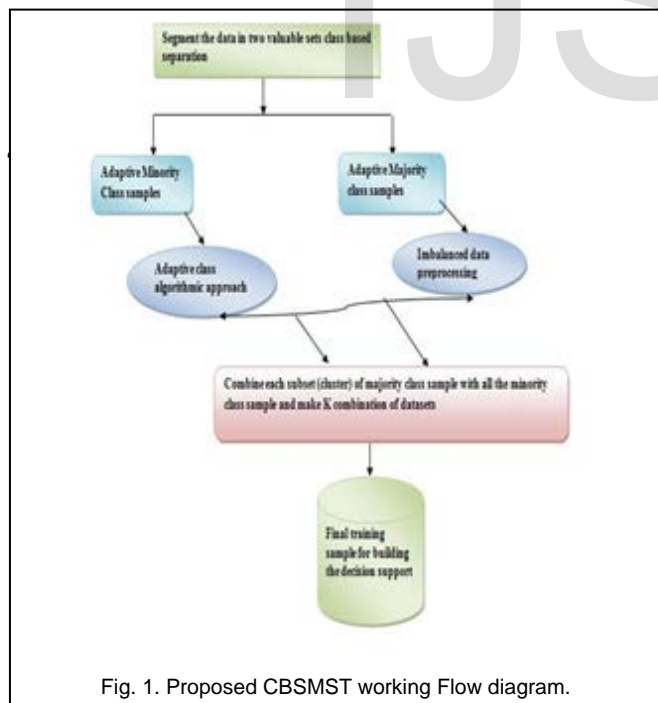 IJS
Segment the data in two valuable sets class based
separation
Adaptive Minority
Class samples
Adaptive Majority
class samples
Adaptive class
algorithmic approach
Imbalanced data
preprocessing
Combine each subset (cluster) of majority class sample with all the minority
class sample and make K combination of datasets
Final training
sample for building
the decision support
Fig. 1. Proposed CBSMST working Flow diagram.